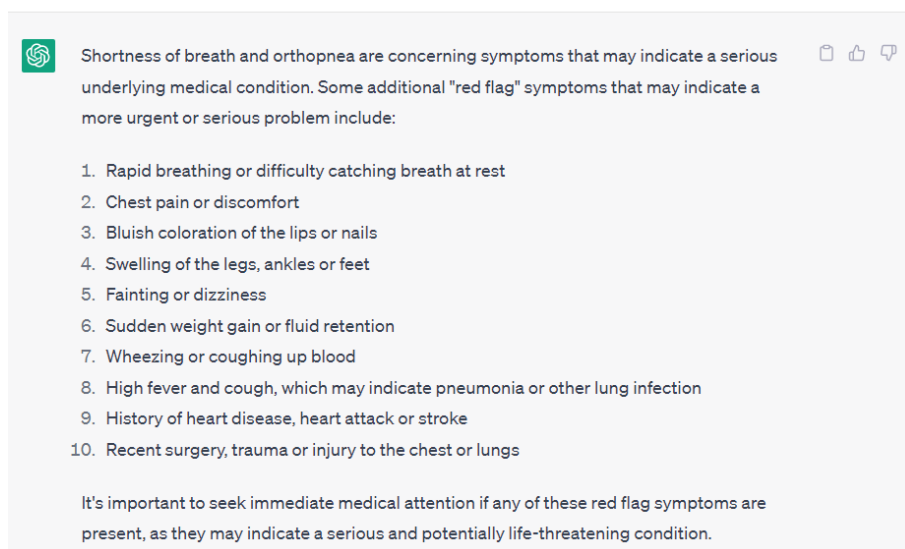 Shortness of breath and orthopnea are concerning symptoms that may indicate a serious
underlying medical condition. Some additional "red flag" symptoms that may indicate a
more urgent or serious problem include:
1. Rapid breathing or difficulty catching breath at rest
2. Chest pain or discomfort
3. Bluish coloration of the lips or nails
4. Swelling of the legs, ankles or feet
5. Fainting or dizziness
6. Sudden weight gain or fluid retention
7. Wheezing or coughing up blood
8. High fever and cough, which may indicate pneumonia or other lung infection
9. History of heart disease, heart attack or stroke
10. Recent surgery, trauma or injury to the chest or lungs
It's important to seek immediate medical attention if any of these red flag symptoms are
present, as they may indicate a serious and potentially life-threatening condition.